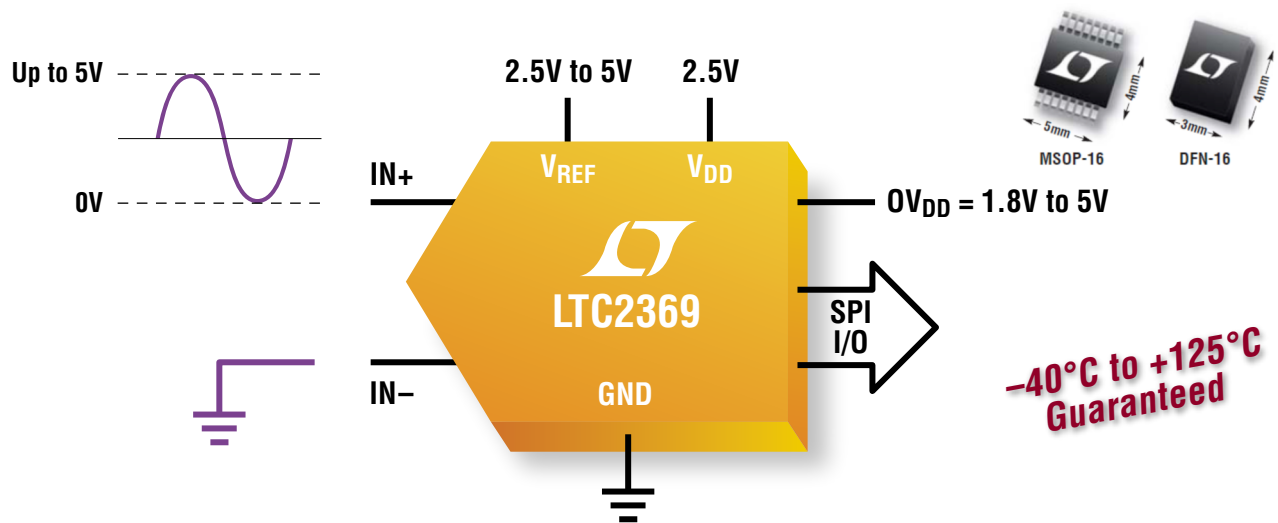 Up to 5V
0V
2.5V to 5V
2.5V
IN+
IN–
VREF
VDD
LTC2369
GND
OVDD = 1.8V to 5V
SPI
I/O
4mm
5mm
MSOP-16
4mm
3mm
DFN-16
–40°C to +125°C
Guaranteed